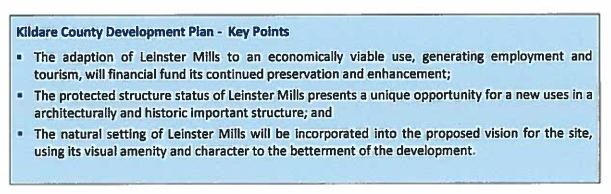 Kildare County Development Plan - Key Points
▪ The adaption of Leinster Mills to an economically viable use, generating employment and
tourism, will financial fund its continued preservation and enhancement;
▪ The protected structure status of Leinster Mills presents a unique opportunity for a new uses in a
architecturally and historic important structure; and
▪ The natural setting of Leinster Mills will be incorporated into the proposed vision for the site,
using its visual amenity and character to the betterment of the development.